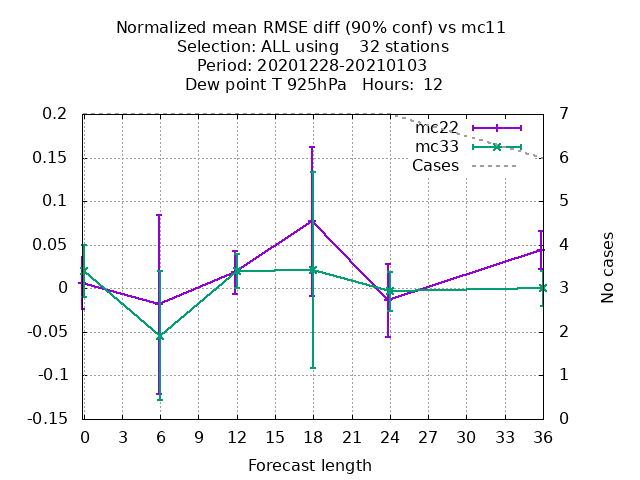 Normalized mean RMSE diff (90% conf) vs mc11
Selection: ALL using    32 stations
Period: 20201228-20210103
Dew point T 925hPa   Hours:  12
0.2
0.15
0.1
0.05
0
-0.05
-0.1
-0.15
7
6
5
4
3
2
1
0
mc22
mc33
Cases
No cases
0 3 6 9 12 15 18 21 24 27 30 33 36
Forecast length